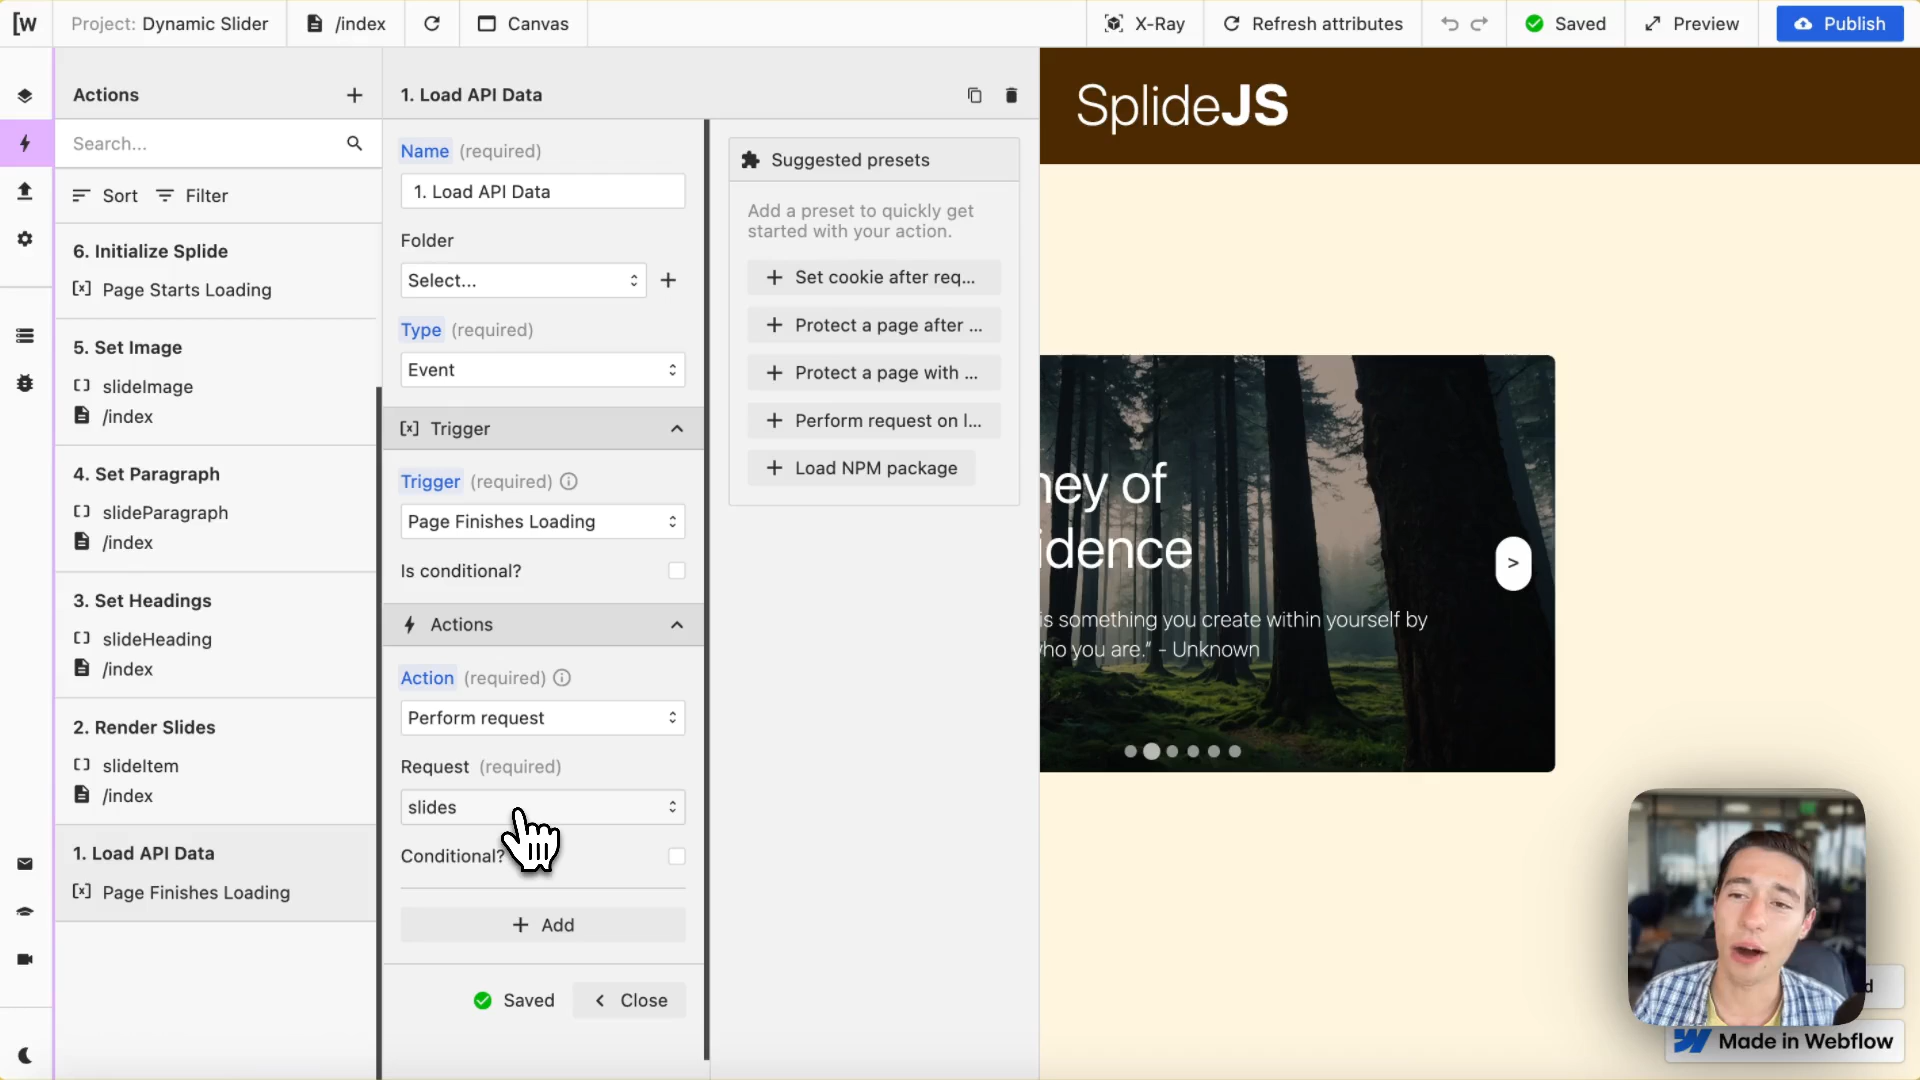 [w
Project: Dynamic Slider
/index
Canvas
X-Ray
Refresh attributes
Saved
Preview
Publish
Actions
Search...
Sort
Filter
6. Initialize Splide
[x] Page Starts Loading
5. Set Image
slideImage
/index
4. Set Paragraph
slideParagraph
/index
3. Set Headings
slideHeading
/index
2. Render Slides
slideItem
/index
1. Load API Data
[x] Page Finishes Loading
1. Load API Data
Name (required)
1. Load API Data
Folder
Select...
Type (required)
Event
[x] Trigger
Trigger (required)
Page Finishes Loading
Is conditional?
Actions
Action (required)
Perform request
Request (required)
slides
Conditional?
+ Add
Saved
< Close
Suggested presets
Add a preset to quickly get
started with your action.
+ Set cookie after req...
+ Protect a page after ...
+ Protect a page with ...
+ Perform request on l...
+ Load NPM package
SplideJS
ney of
idence
is something you create within yourself by
who you are.” - Unknown
>
d
Made in Webflow